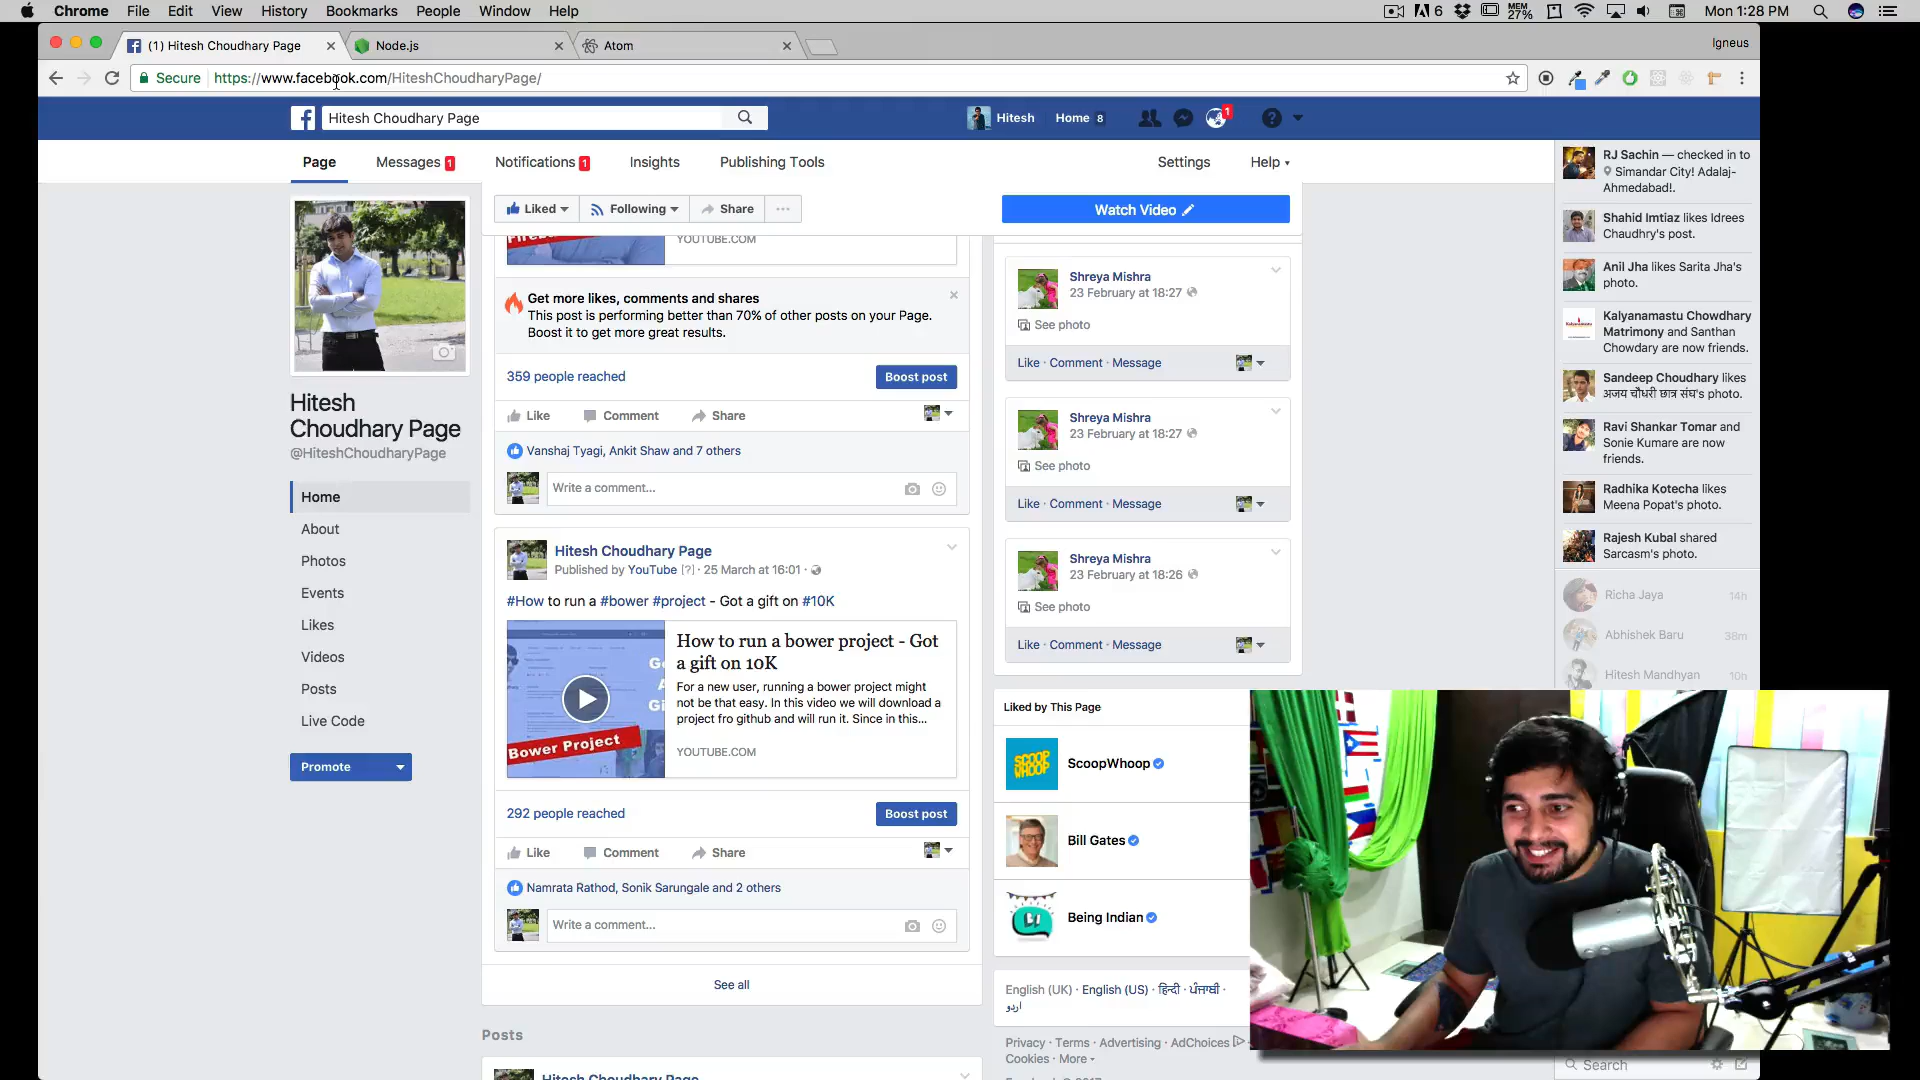 Chrome File Edit View History Bookmarks People Window Help
6 MEM 27% Mon 1:28 PM
(1) Hitesh Choudhary Page Node.js Atom Igneus
Secure https://www.facebook.com/HiteshChoudharyPage/
Hitesh Choudhary Page Hitesh Home 8 1
Page Messages 1 Notifications 1 Insights Publishing Tools Settings Help
Liked Following Share ... Watch Video
Hitesh
Choudhary Page
@HiteshChoudharyPage
Home
About
Photos
Events
Likes
Videos
Posts
Live Code
Promote
YOUTUBE.COM
Get more likes, comments and shares
This post is performing better than 70% of other posts on your Page.
Boost it to get more great results.
359 people reached Boost post
Like Comment Share
Vanshaj Tyagi, Ankit Shaw and 7 others
Write a comment...
Hitesh Choudhary Page
Published by YouTube [?] · 25 March at 16:01 ·
#How to run a #bower #project - Got a gift on #10K
Bower Project
How to run a bower project - Got
a gift on 10K
For a new user, running a bower project might
not be that easy. In this video we will download a
project fro github and will run it. Since in this...
YOUTUBE.COM
292 people reached Boost post
Like Comment Share
Namrata Rathod, Sonik Sarungale and 2 others
Write a comment...
See all
Posts
Hitesh Choudhary Page
Shreya Mishra
23 February at 18:27
See photo
Like · Comment · Message
Shreya Mishra
23 February at 18:27
See photo
Like · Comment · Message
Shreya Mishra
23 February at 18:26
See photo
Like · Comment · Message
Liked by This Page
SCOOP
WHOOP
ScoopWhoop
Bill Gates
Being Indian
English (UK) · English (US) · हिन्दी · ਪੰਜਾਬੀ ·
اردو
Privacy · Terms · Advertising · AdChoices
Cookies · More
RJ Sachin — checked in to
Simandar City! Adalaj-
Ahmedabad!.
Shahid Imtiaz likes Idrees
Chaudhry's post.
Anil Jha likes Sarita Jha's
photo.
Kalyanamastu Chowdhary
Matrimony and Santhan
Chowdary are now friends.
Sandeep Choudhary likes
अजय चौधरी छात्र संघ's photo.
Ravi Shankar Tomar and
Sonie Kumare are now
friends.
Radhika Kotecha likes
Meena Popat's photo.
Rajesh Kubal shared
Sarcasm's photo.
Richa Jaya 14h
Abhishek Baru 38m
Hitesh Mandhyan 10h
Search